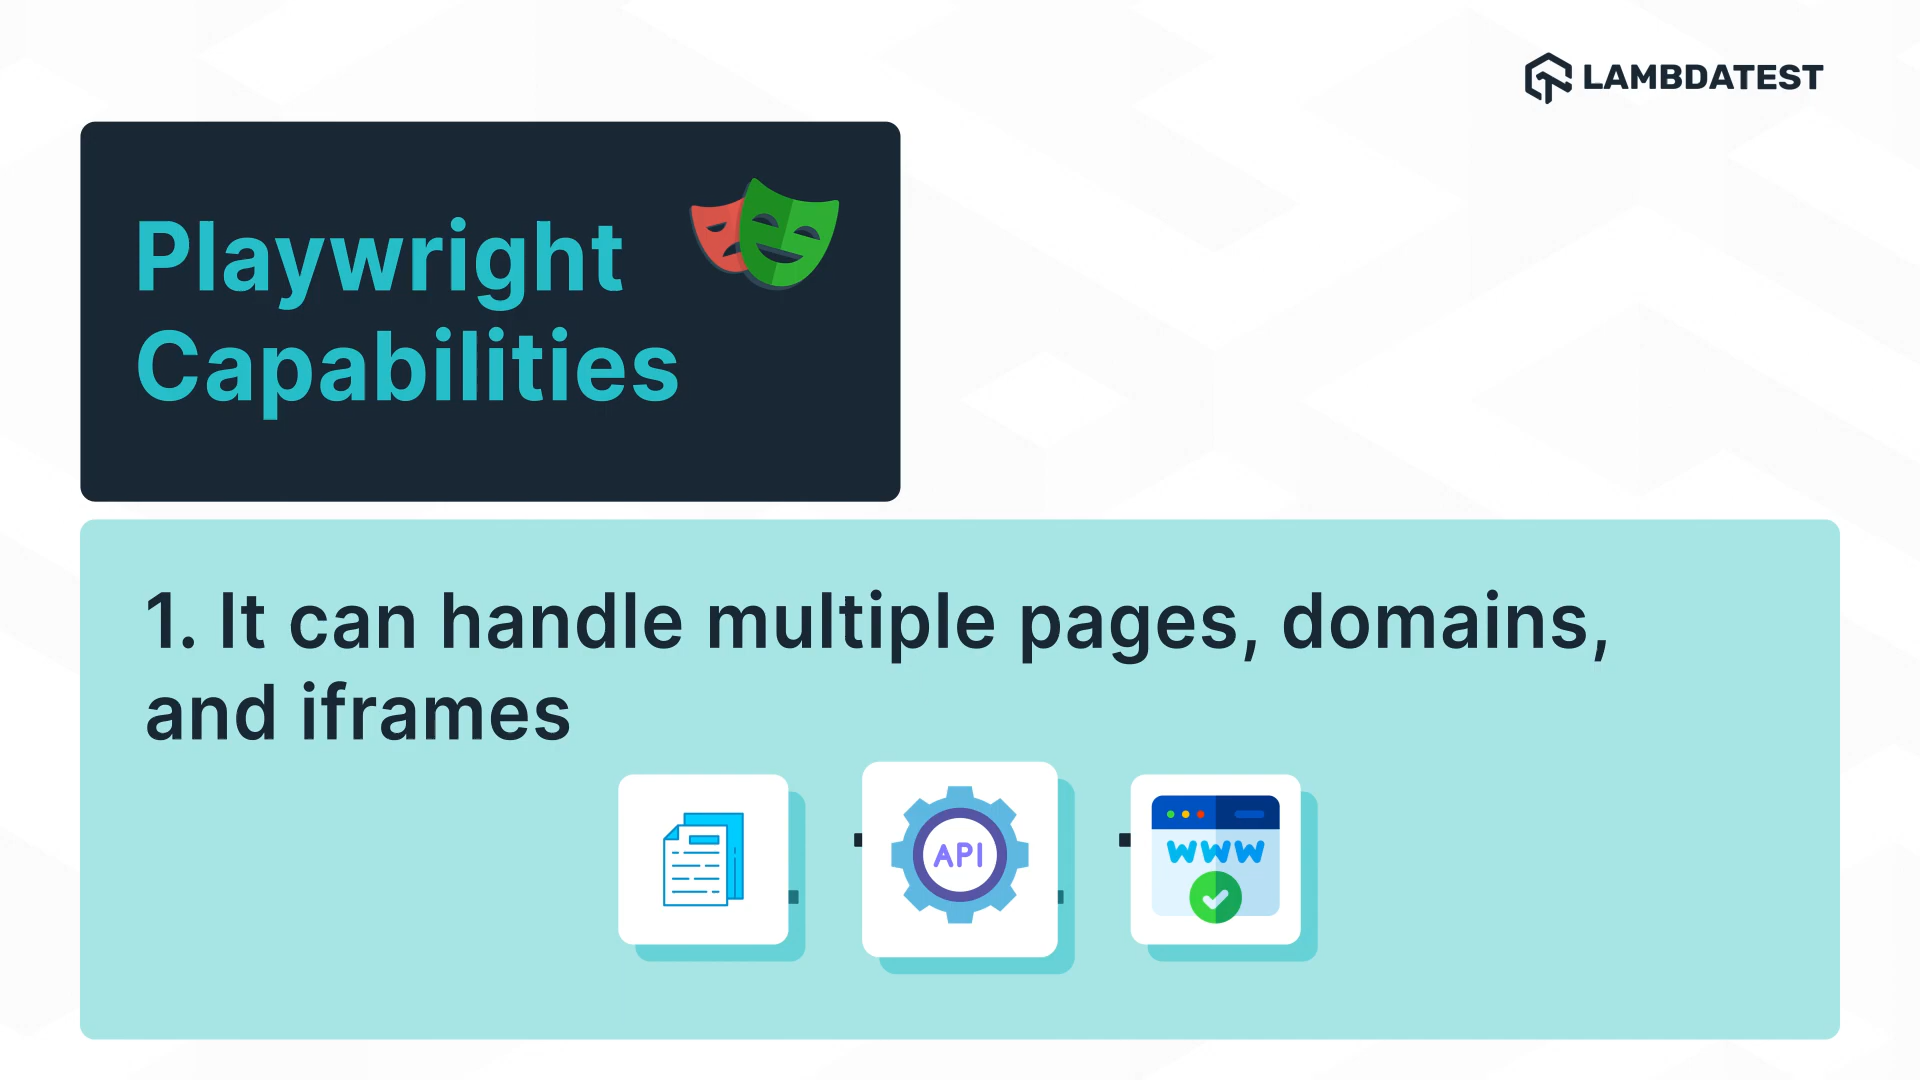 LAMBDATEST
Playwright
Capabilities
1. It can handle multiple pages, domains,
and iframes
API
WWW